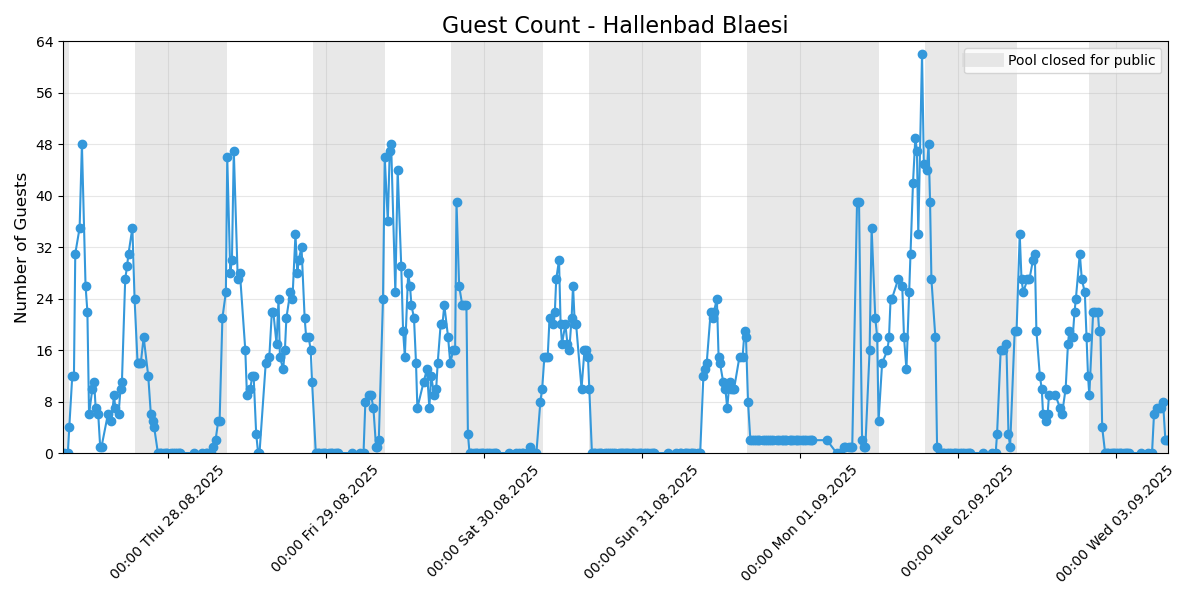 Guest Count - Hallenbad Blaesi
Pool closed for public
Number of Guests
64
56
48
40
32
24
16
8
0
00:00 Thu 28.08.2025
00:00 Fri 29.08.2025
00:00 Sat 30.08.2025
00:00 Sun 31.08.2025
00:00 Mon 01.09.2025
00:00 Tue 02.09.2025
00:00 Wed 03.09.2025